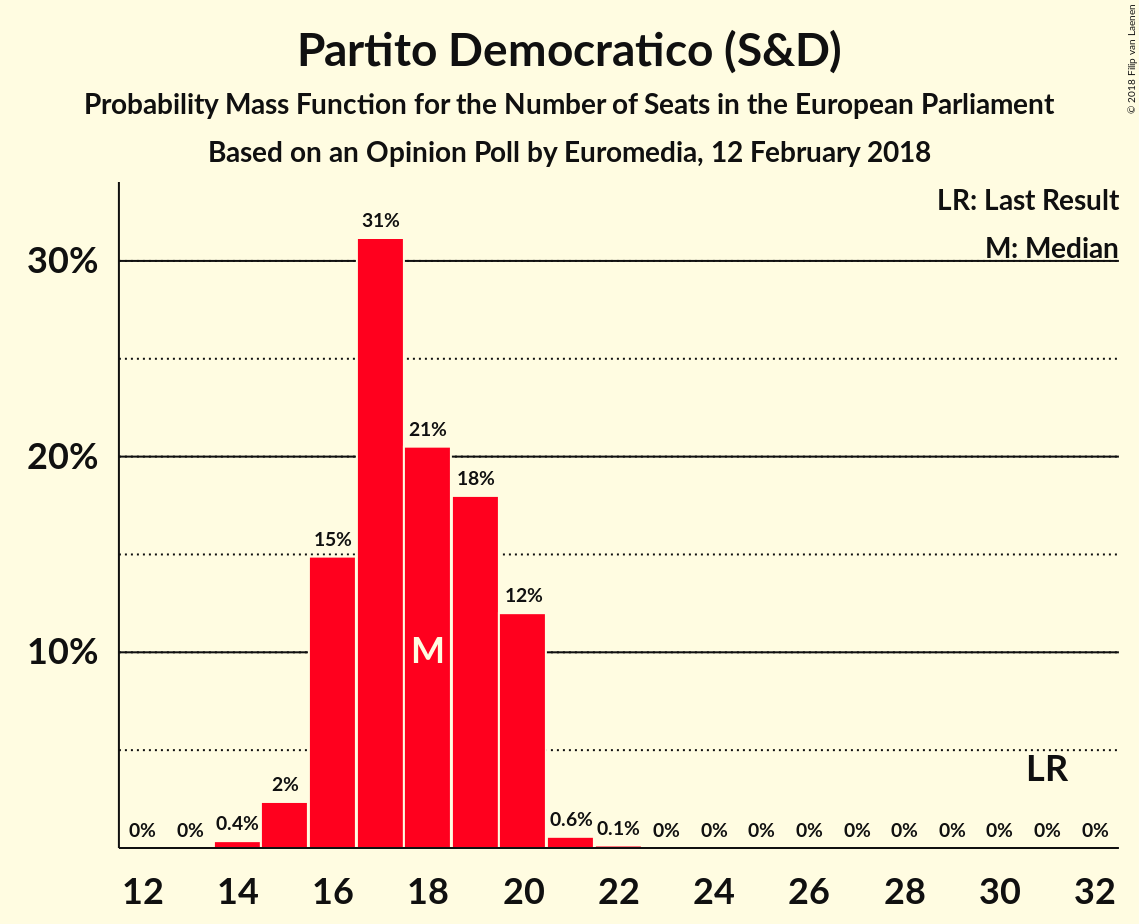 Partito Democratico (S&D)
Probability Mass Function for the Number of Seats in the European Parliament
Based on an Opinion Poll by Euromedia, 12 February 2018
© 2018 Filip van Laenen
LR: Last Result
M: Median
30%
20%
10%
0%
0%
0.4%
2%
15%
31%
21%
18%
12%
0.6%
0.1%
0%
0%
0%
0%
0%
0%
0%
0%
0%
0%
M
LR
12 14 16 18 20 22 24 26 28 30 32